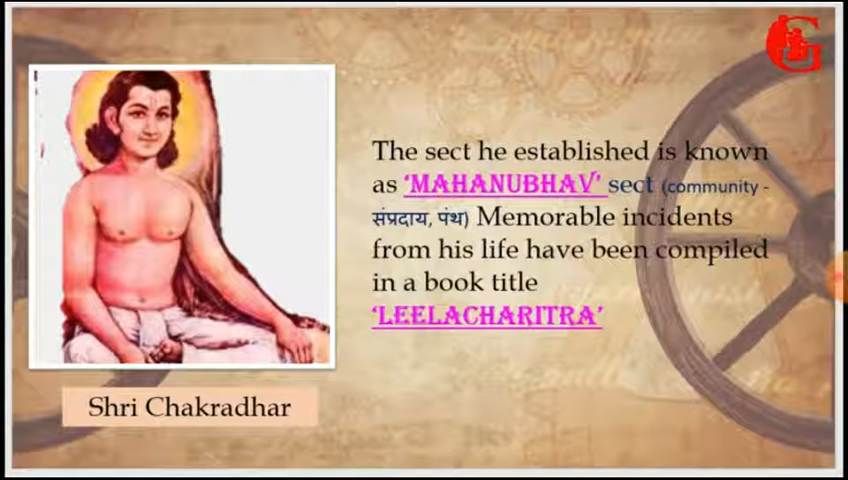 The sect he established is known
as ‘MAHANUBHAV’ sect (community -
संप्रदाय, पंथ) Memorable incidents
from his life have been compiled
in a book title
‘LEELACHARITRA’
Shri Chakradhar